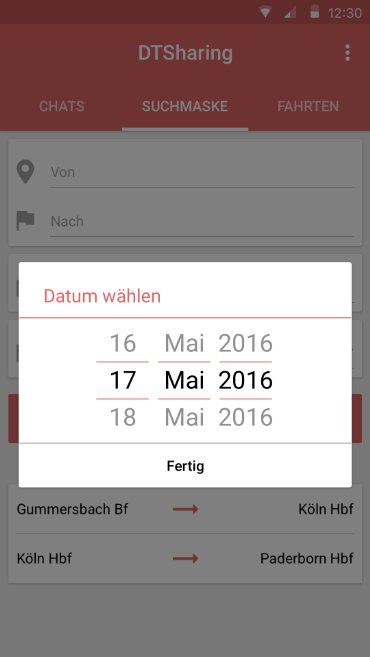 12:30
DTSharing
CHATS SUCHMASKE FAHRTEN
Von
Nach
Datum wählen
16 Mai 2016
17 Mai 2016
18 Mai 2016
Fertig
Gummersbach Bf Köln Hbf
Köln Hbf Paderborn Hbf